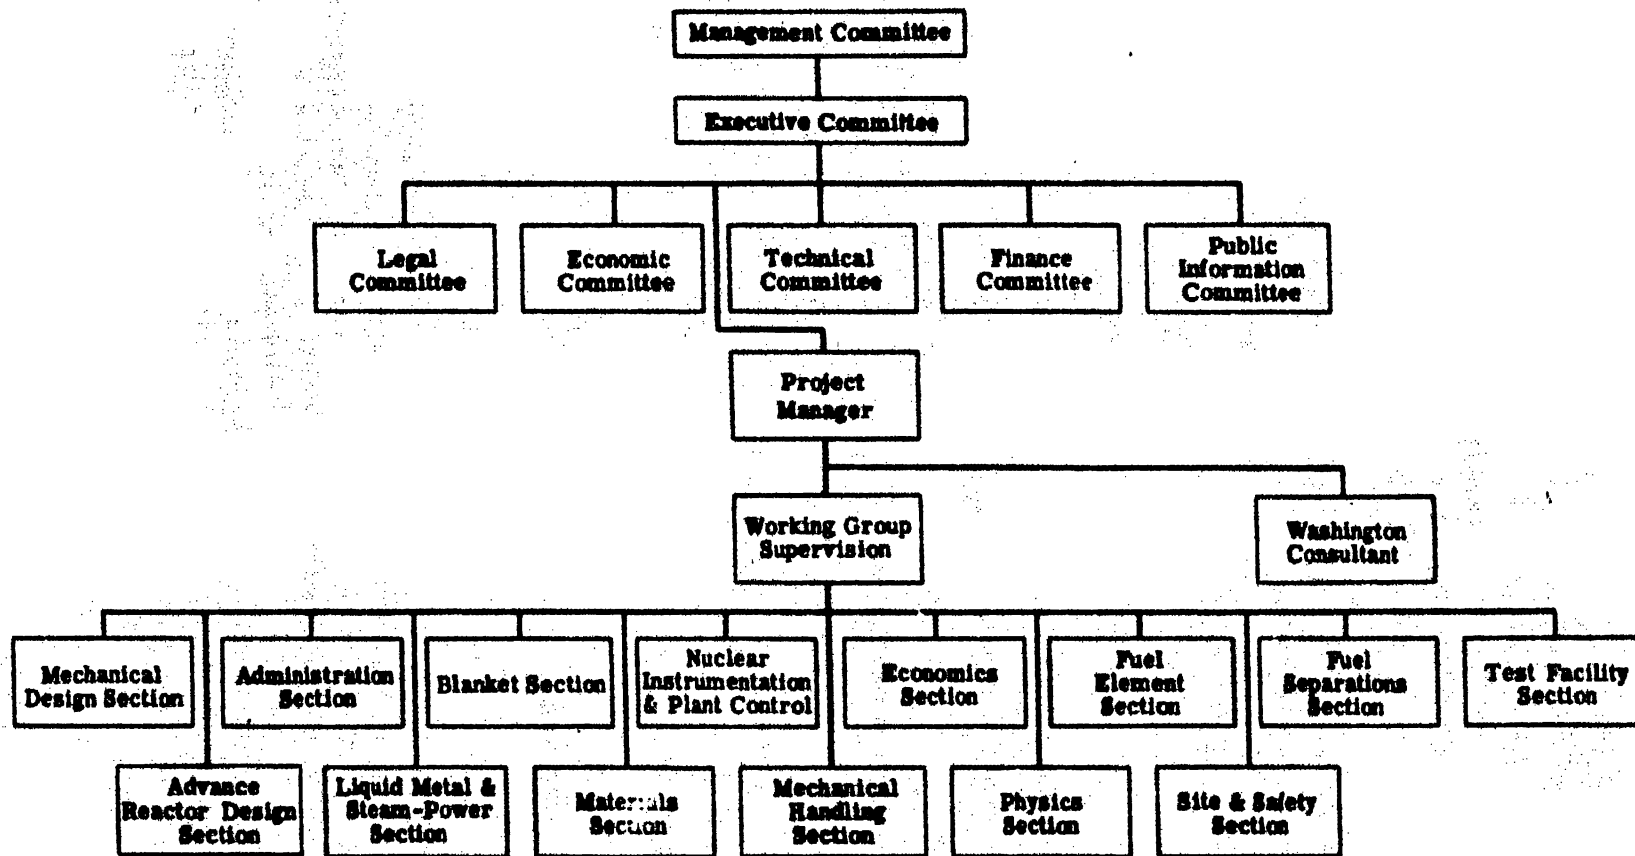 Management Committee
Executive Committee
Legal
Committee
Economic
Committee
Technical
Committee
Finance
Committee
Public
Information
Committee
Project
Manager
Working Group
Supervision
Washington
Consultant
Mechanical
Design Section
Administration
Section
Blanket Section
Nuclear
Instrumentation
& Plant Control
Economics
Section
Fuel
Element
Section
Fuel
Separations
Section
Test Facility
Section
Advance
Reactor Design
Section
Liquid Metal &
Steam-Power
Section
Materials
Section
Mechanical
Handling
Section
Physics
Section
Site & Safety
Section